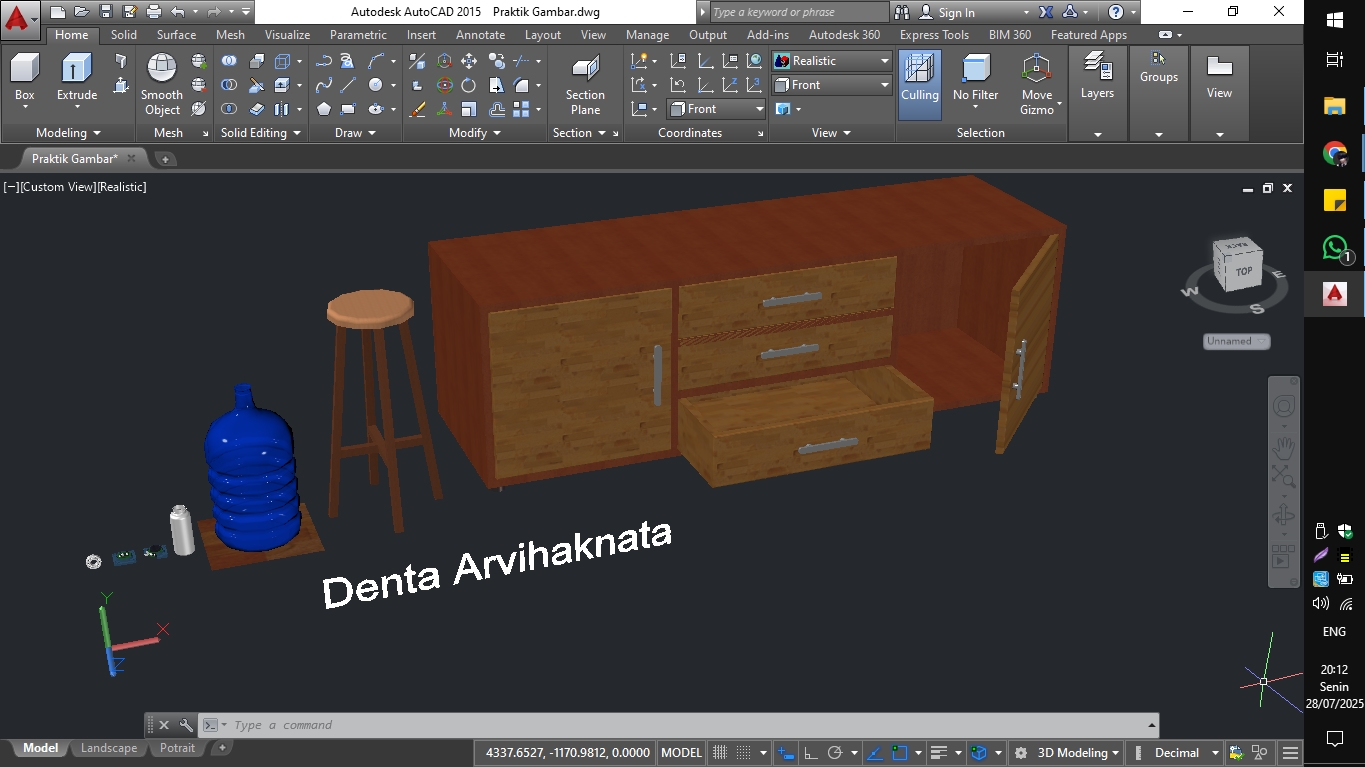 Autodesk AutoCAD 2015 Praktik Gambar.dwg
Type a keyword or phrase
Sign In
Home Solid Surface Mesh Visualize Parametric Insert Annotate Layout View Manage Output Add-ins Autodesk 360 Express Tools BIM 360 Featured Apps
Realistic
Front
Front
Box
Extrude
Smooth Object
Section Plane
Culling
No Filter
Move Gizmo
Layers
Groups
View
Modeling
Mesh
Solid Editing
Draw
Modify
Section
Coordinates
View
Selection
Praktik Gambar*
[−][Custom View][Realistic]
BACK
TOP
W
E
S
Unnamed
1
Denta Arvihaknata
Y
X
Z
ENG
20:12
Senin
28/07/2025
Type a command
Model Landscape Potrait
4337.6527, -1170.9812, 0.0000 MODEL 3D Modeling Decimal